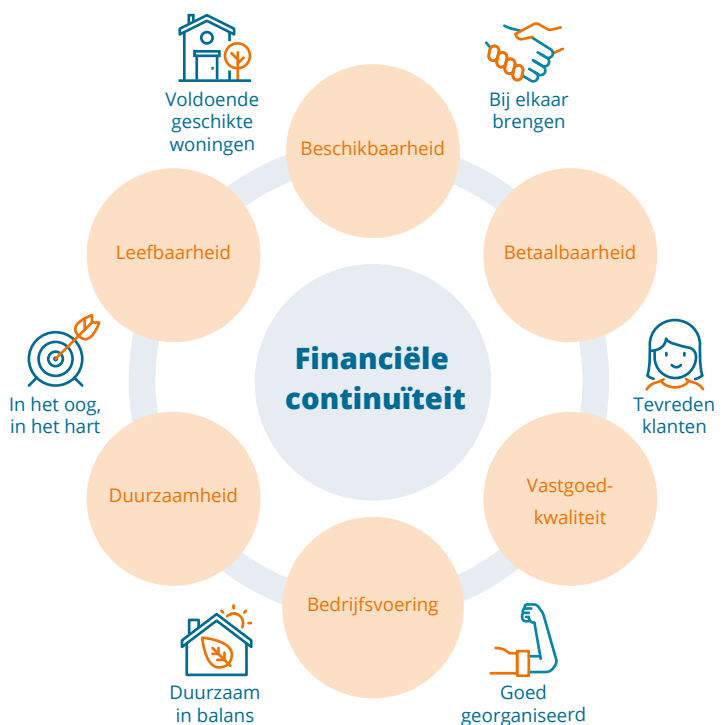 Voldoende
geschikte
woningen
Bij elkaar
brengen
Beschikbaarheid
Leefbaarheid
Betaalbaarheid
Financiële
continuïteit
In het oog,
in het hart
Tevreden
klanten
Duurzaamheid
Vastgoed-
kwaliteit
Bedrijfsvoering
Duurzaam
in balans
Goed
georganiseerd